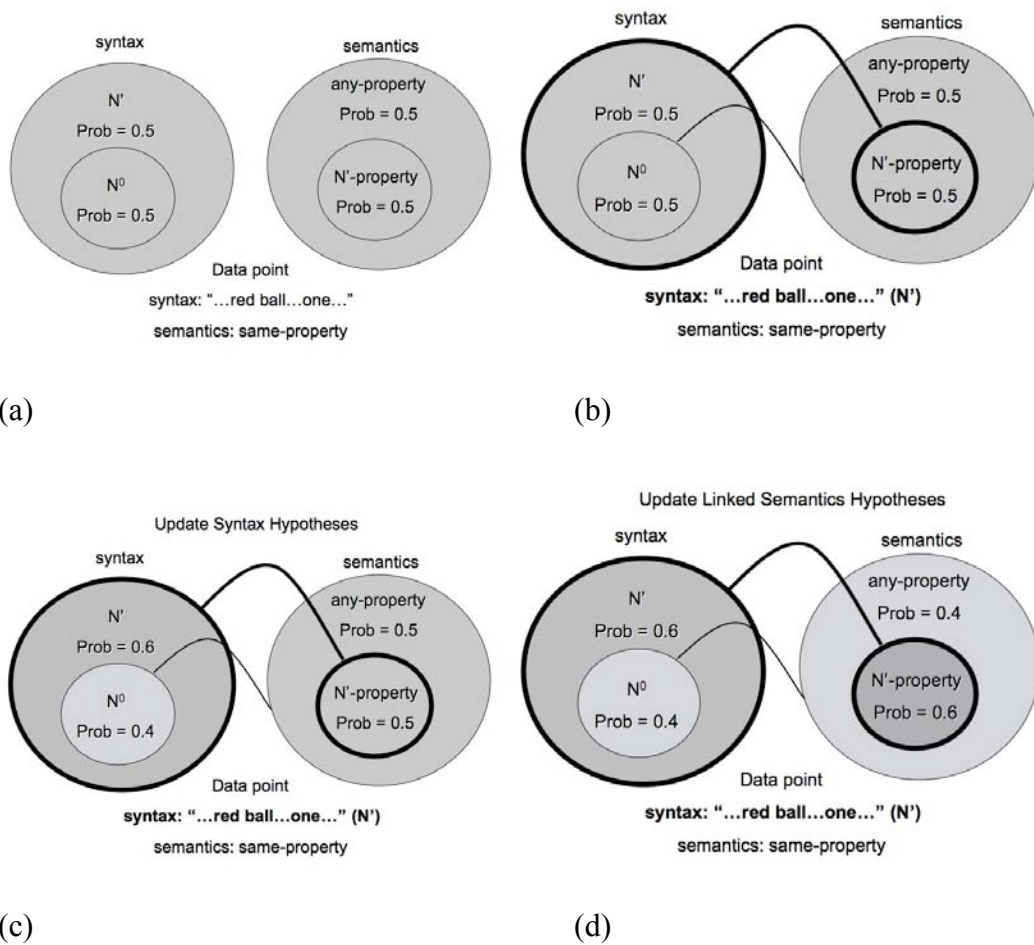 (a)
syntax
semantics
N'
Prob = 0.5
N⁰
Prob = 0.5
any-property
Prob = 0.5
N'-property
Prob = 0.5
Data point
syntax: “…red ball…one…”
semantics: same-property
(b)
syntax
semantics
N'
Prob = 0.5
N⁰
Prob = 0.5
any-property
Prob = 0.5
N'-property
Prob = 0.5
Data point
syntax: “…red ball…one…” (N')
semantics: same-property
(a)
(b)
Update Syntax Hypotheses
syntax
semantics
N'
Prob = 0.6
N⁰
Prob = 0.4
any-property
Prob = 0.5
N'-property
Prob = 0.5
Data point
syntax: “…red ball…one…” (N')
semantics: same-property
Update Linked Semantics Hypotheses
syntax
semantics
N'
Prob = 0.6
N⁰
Prob = 0.4
any-property
Prob = 0.4
N'-property
Prob = 0.6
Data point
syntax: “…red ball…one…” (N')
semantics: same-property
(c)
(d)